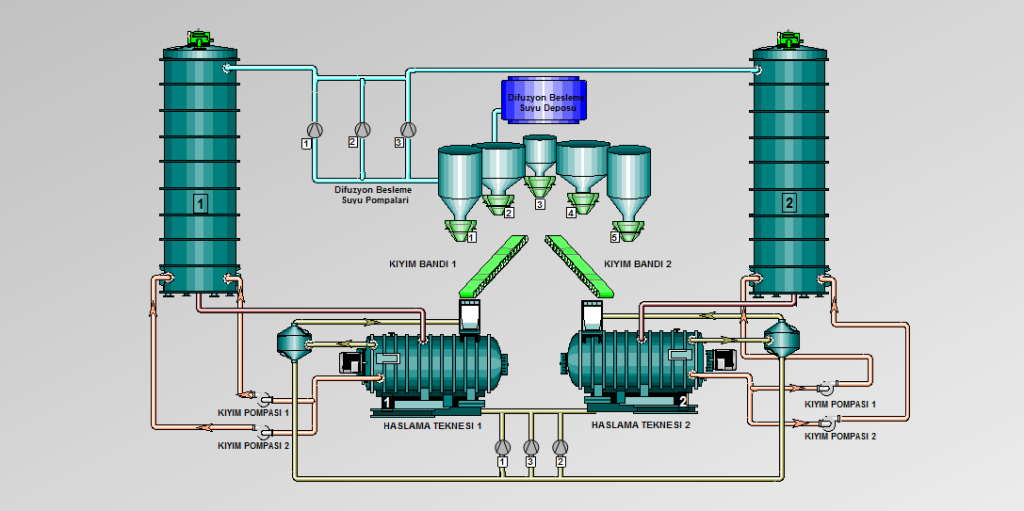 Difuzyon Besleme
Suyu Deposu
1
2
3
1
2
3
4
5
Difuzyon Besleme
Suyu Pompalari
1
2
KIYIM BANDI 1
KIYIM BANDI 2
1
2
KIYIM POMPASI 1
KIYIM POMPASI 2
HASLAMA TEKNESI 1
HASLAMA TEKNESI 2
KIYIM POMPASI 1
KIYIM POMPASI 2
1
3
2